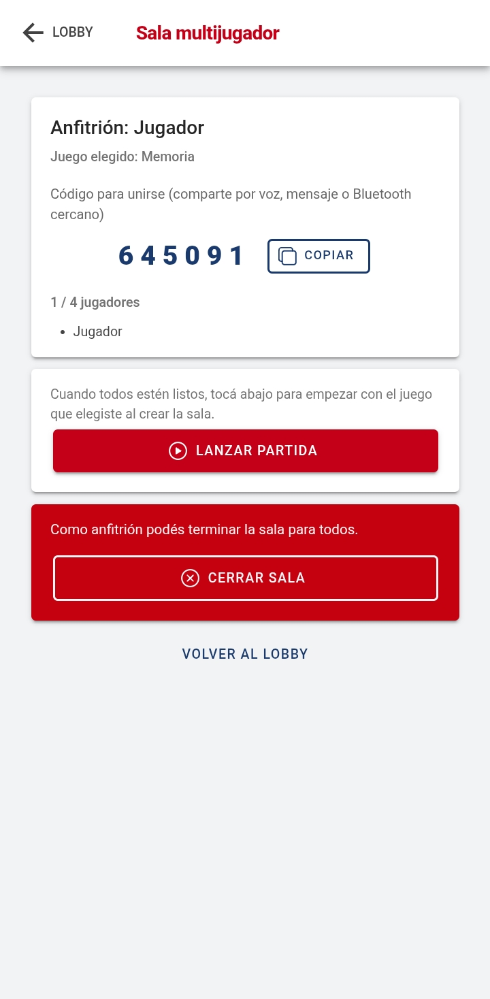 LOBBY
Sala multijugador
Anfitrión: Jugador
Juego elegido: Memoria
Código para unirse (comparte por voz, mensaje o Bluetooth
cercano)
645091
COPIAR
1 / 4 jugadores
• Jugador
Cuando todos estén listos, tocá abajo para empezar con el juego
que elegiste al crear la sala.
LANZAR PARTIDA
Como anfitrión podés terminar la sala para todos.
CERRAR SALA
VOLVER AL LOBBY